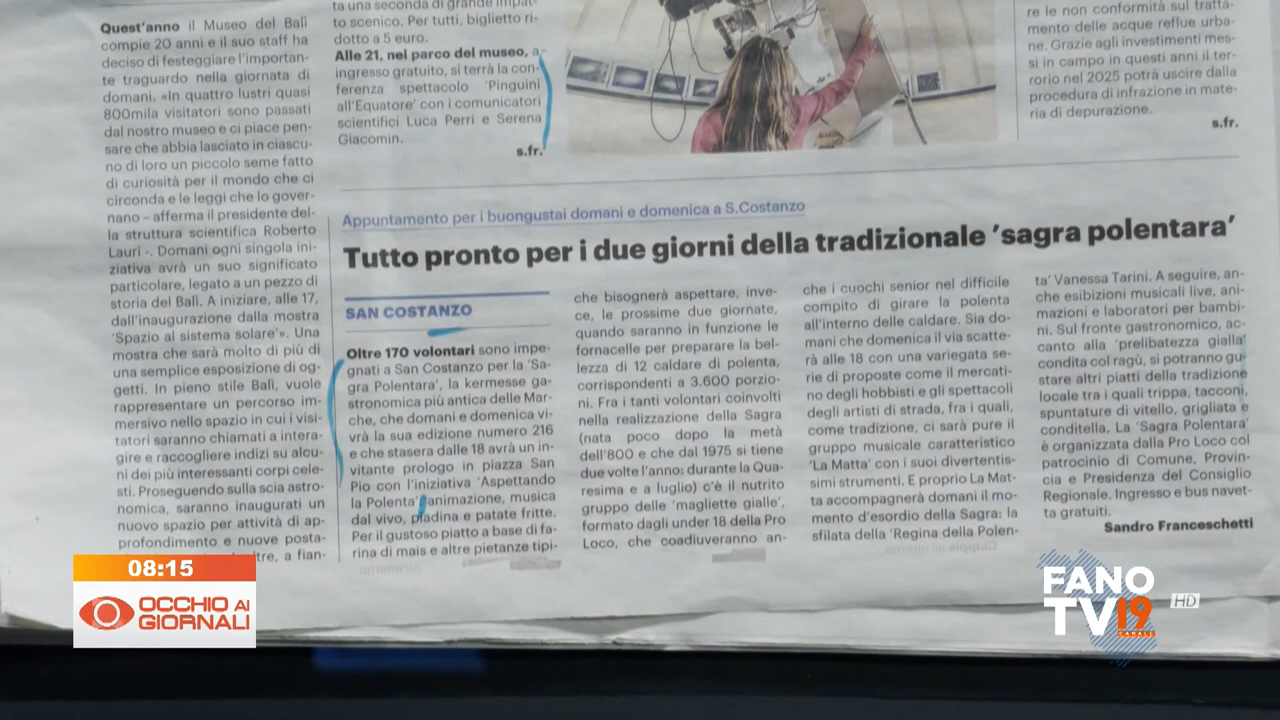 Quest'anno il Museo del Balì
compie 20 anni e il suo staff ha
deciso di festeggiare l'importan-
te traguardo nella giornata di
domani. «In quattro lustri quasi
800mila visitatori sono passati
dal nostro museo e ci piace pen-
sare che abbia lasciato in ciascu-
no di loro un piccolo seme fatto
di curiosità per il mondo che ci
circonda e le leggi che lo gover-
nano – afferma il presidente del-
la struttura scientifica Roberto
Lauri -. Domani ogni singola ini-
ziativa avrà un suo significato
particolare, legato a un pezzo di
storia del Balì. A iniziare, alle 17,
dall'inaugurazione dalla mostra
'Spazio al sistema solare'». Una
mostra che sarà molto di più di
una semplice esposizione di og-
getti. In pieno stile Balì, vuole
rappresentare un percorso im-
mersivo nello spazio in cui i visi-
tatori saranno chiamati a intera-
gire e raccogliere indizi su alcu-
ni dei più interessanti corpi cele-
sti. Proseguendo sulla scia astro-
nomica, saranno inaugurati un
nuovo spazio per attività di ap-
profondimento e nuove posta-
tre, a fian-
ta una seconda di grande impat-
to scenico. Per tutti, biglietto ri-
dotto a 5 euro.
Alle 21, nel parco del museo, a
ingresso gratuito, si terrà la con-
ferenza spettacolo 'Pinguini
all'Equatore' con i comunicatori
scientifici Luca Perri e Serena
Giacomin.
s.fr.
re le non conformità sul tratta-
mento delle acque reflue urba-
ne. Grazie agli investimenti mes-
si in campo in questi anni il ter-
rorio nel 2025 potrà uscire dalla
procedura di infrazione in mate-
ria di depurazione.
s.fr.
Appuntamento per i buongustai domani e domenica a S.Costanzo
Tutto pronto per i due giorni della tradizionale 'sagra polentara'
SAN COSTANZO
Oltre 170 volontari sono impe-
gnati a San Costanzo per la 'Sa-
gra Polentara', la kermesse ga-
stronomica più antica delle Mar-
che, che domani e domenica vi-
vrà la sua edizione numero 216
e che stasera dalle 18 avrà un in-
vitante prologo in piazza San
Pio con l'iniziativa 'Aspettando
la Polenta' animazione, musica
dal vivo, piadina e patate fritte.
Per il gustoso piatto a base di fa-
rina di mais e altre pietanze tipi-
che bisognerà aspettare, inve-
ce, le prossime due giornate,
quando saranno in funzione le
fornacelle per preparare la bel-
lezza di 12 caldare di polenta,
corrispondenti a 3.600 porzio-
ni. Fra i tanti volontari coinvolti
nella realizzazione della Sagra
(nata poco dopo la metà
dell'800 e che dal 1975 si tiene
due volte l'anno: durante la Qua-
resima e a luglio) c'è il nutrito
gruppo delle 'magliette gialle',
formato dagli under 18 della Pro
Loco, che coadiuveranno an-
che i cuochi senior nel difficile
compito di girare la polenta
all'interno delle caldare. Sia do-
mani che domenica il via scatte-
rà alle 18 con una variegata se-
rie di proposte come il mercati-
no degli hobbisti e gli spettacoli
degli artisti di strada, fra i quali,
come tradizione, ci sarà pure il
gruppo musicale caratteristico
'La Matta' con i suoi divertentis-
simi strumenti. E proprio La Mat-
ta accompagnerà domani il mo-
mento d'esordio della Sagra: la
sfilata della 'Regina della Polen-
ta' Vanessa Tarini. A seguire, an-
che esibizioni musicali live, ani-
mazioni e laboratori per bambi-
ni. Sul fronte gastronomico, ac-
canto alla 'prelibatezza gialla'
condita col ragù, si potranno gu-
stare altri piatti della tradizione
locale tra i quali trippa, tacconi,
spuntature di vitello, grigliata e
conditella. La 'Sagra Polentara'
è organizzata dalla Pro Loco col
patrocinio di Comune, Provin-
cia e Presidenza del Consiglio
Regionale. Ingresso e bus navet-
ta gratuiti.
Sandro Franceschetti
08:15
OCCHIO AI
GIORNALI
FANO
TV19
CANALE
HD